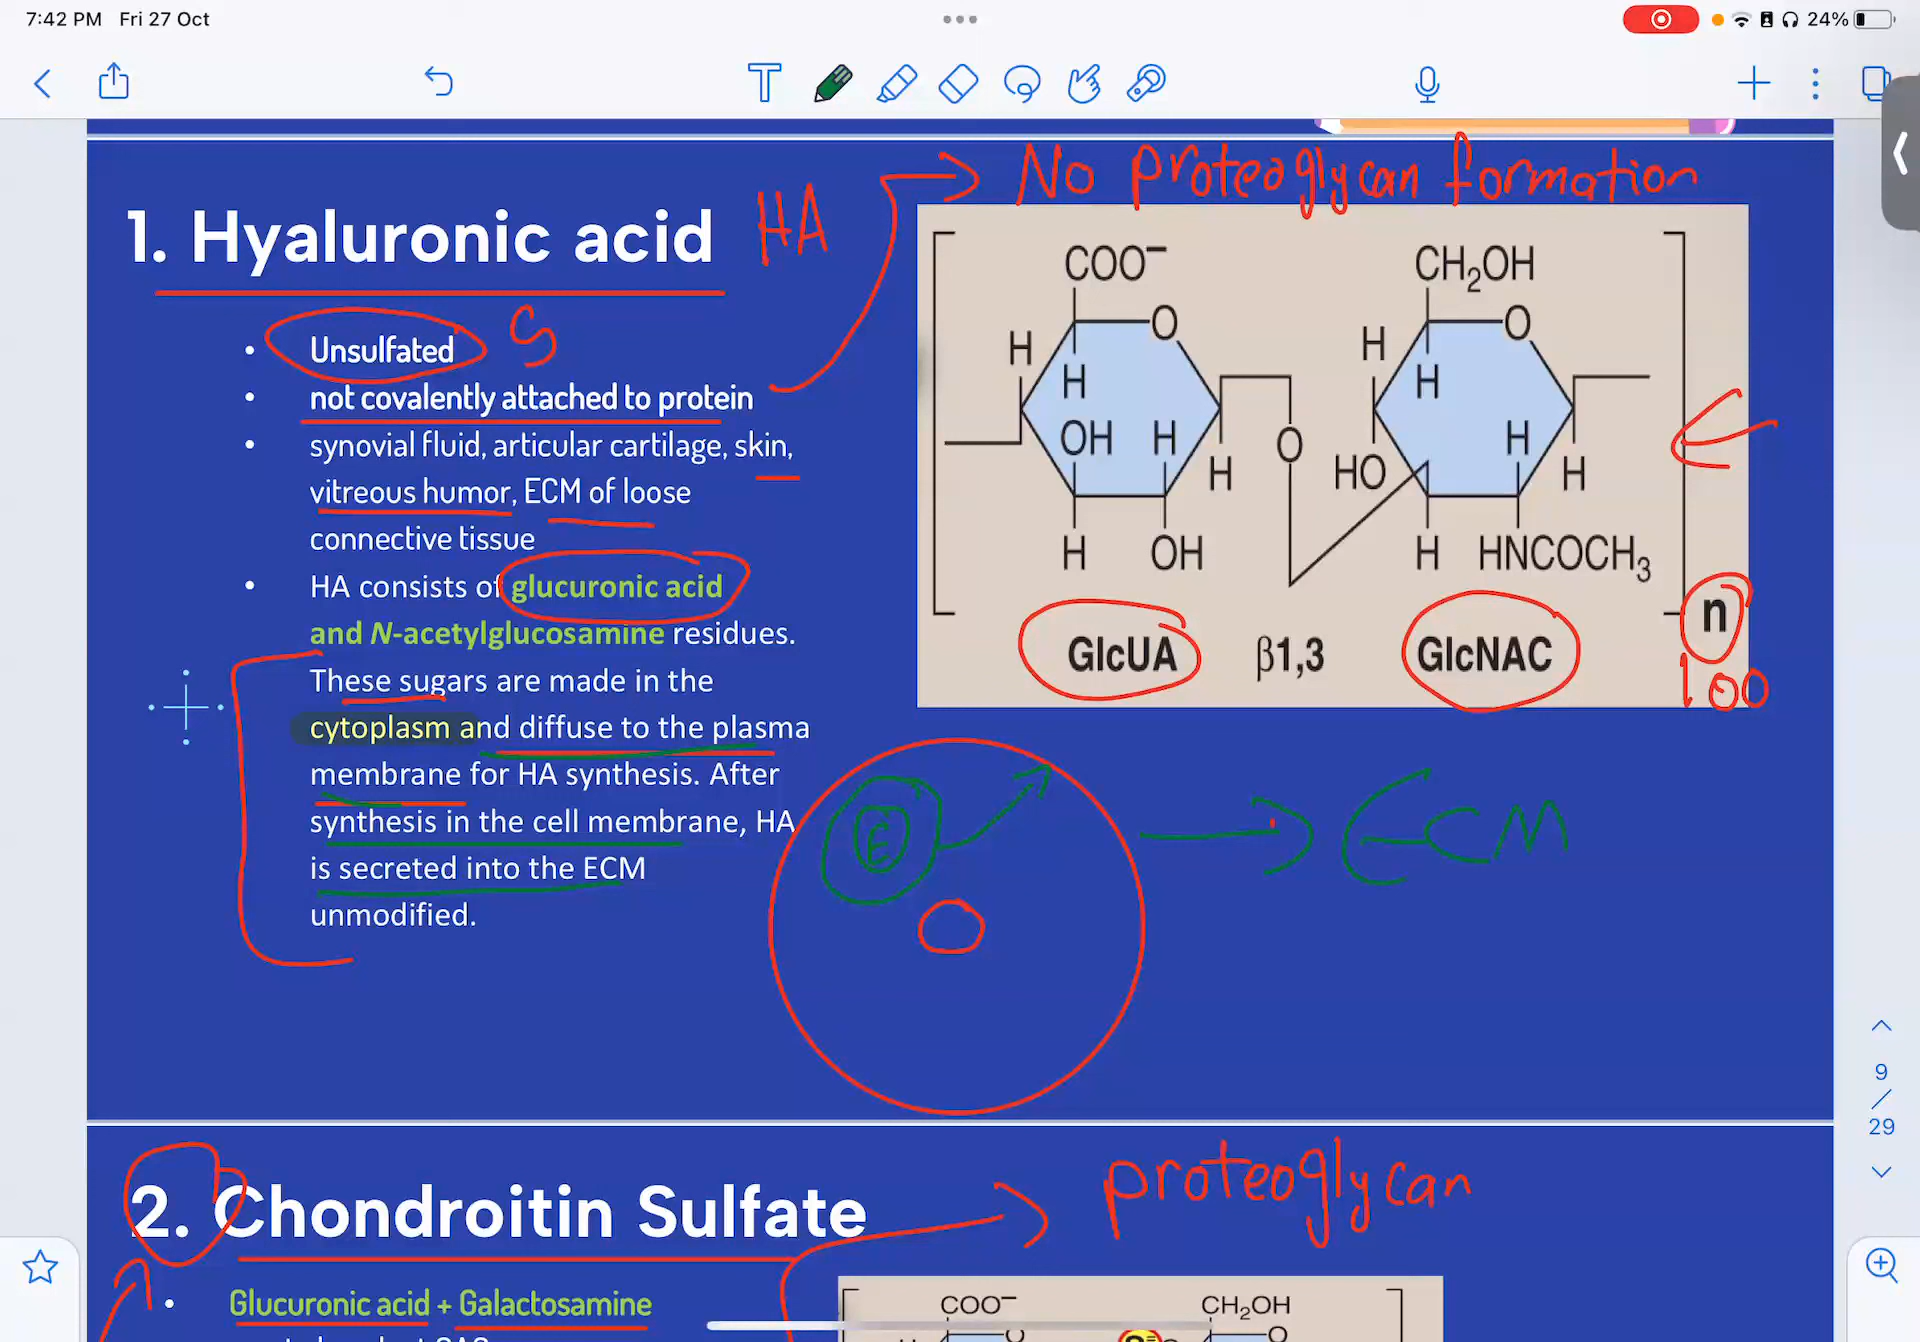 7:42 PM Fri 27 Oct
24%
T
No proteoglycan formation
1. Hyaluronic acid HA
• Unsulfated S
• not covalently attached to protein
• synovial fluid, articular cartilage, skin,
vitreous humor, ECM of loose
connective tissue
• HA consists of glucuronic acid
and N-acetylglucosamine residues.
These sugars are made in the
cytoplasm and diffuse to the plasma
membrane for HA synthesis. After
synthesis in the cell membrane, HA
is secreted into the ECM
unmodified.
COO⁻ CH₂OH
O O
H H
H H
OH H O H
H HO H
H OH H HNCOCH₃
n
GlcUA β1,3 GlcNAC
100
E
ECM
9
/
29
proteoglycan
2. Chondroitin Sulfate
• Glucuronic acid + Galactosamine
COO⁻ CH₂OH
O O